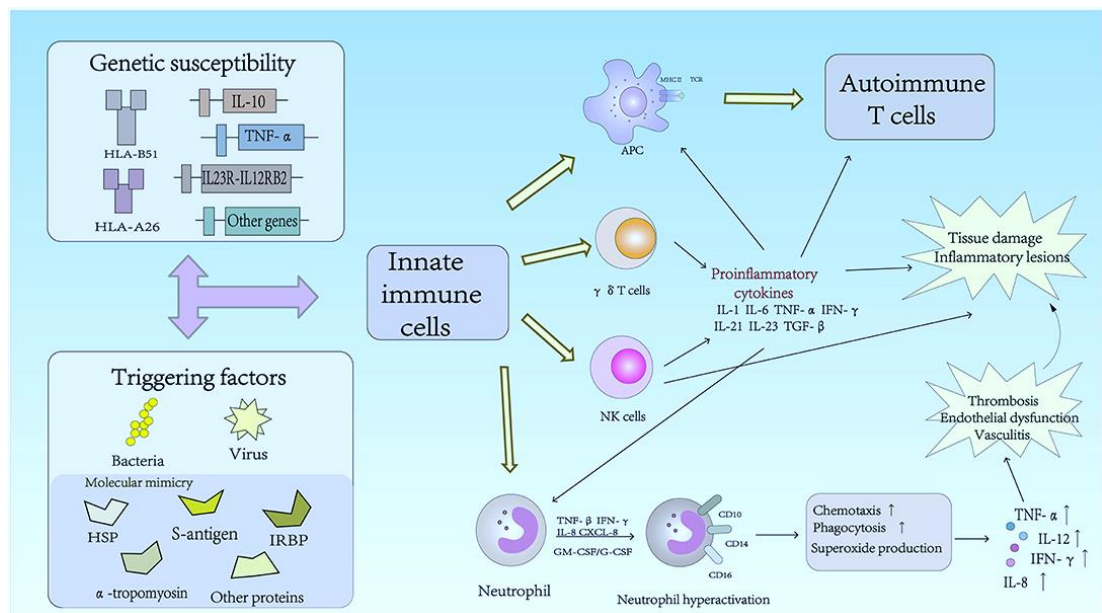 Genetic susceptibility
HLA-B51
HLA-A26
IL-10
TNF- α
IL23R-IL12RB2
Other genes
Triggering factors
Bacteria
Virus
Molecular mimicry
HSP
S-antigen
IRBP
α -tropomyosin
Other proteins
Innate
immune
cells
MHC II
TCR
APC
γ δ T cells
NK cells
Autoimmune
T cells
Proinflammatory
cytokines
IL-1 IL-6 TNF- α IFN- γ
IL-21 IL-23 TGF- β
Tissue damage
Inflammatory lesions
Thrombosis
Endothelial dysfunction
Vasculitis
Neutrophil
TNF- β IFN- γ
IL-8 CXCL-8
GM-CSF/G-CSF
CD10
CD14
CD16
Neutrophil hyperactivation
Chemotaxis ↑
Phagocytosis ↑
Superoxide production
TNF- α ↑
IL-12 ↑
IFN- γ ↑
IL-8 ↑